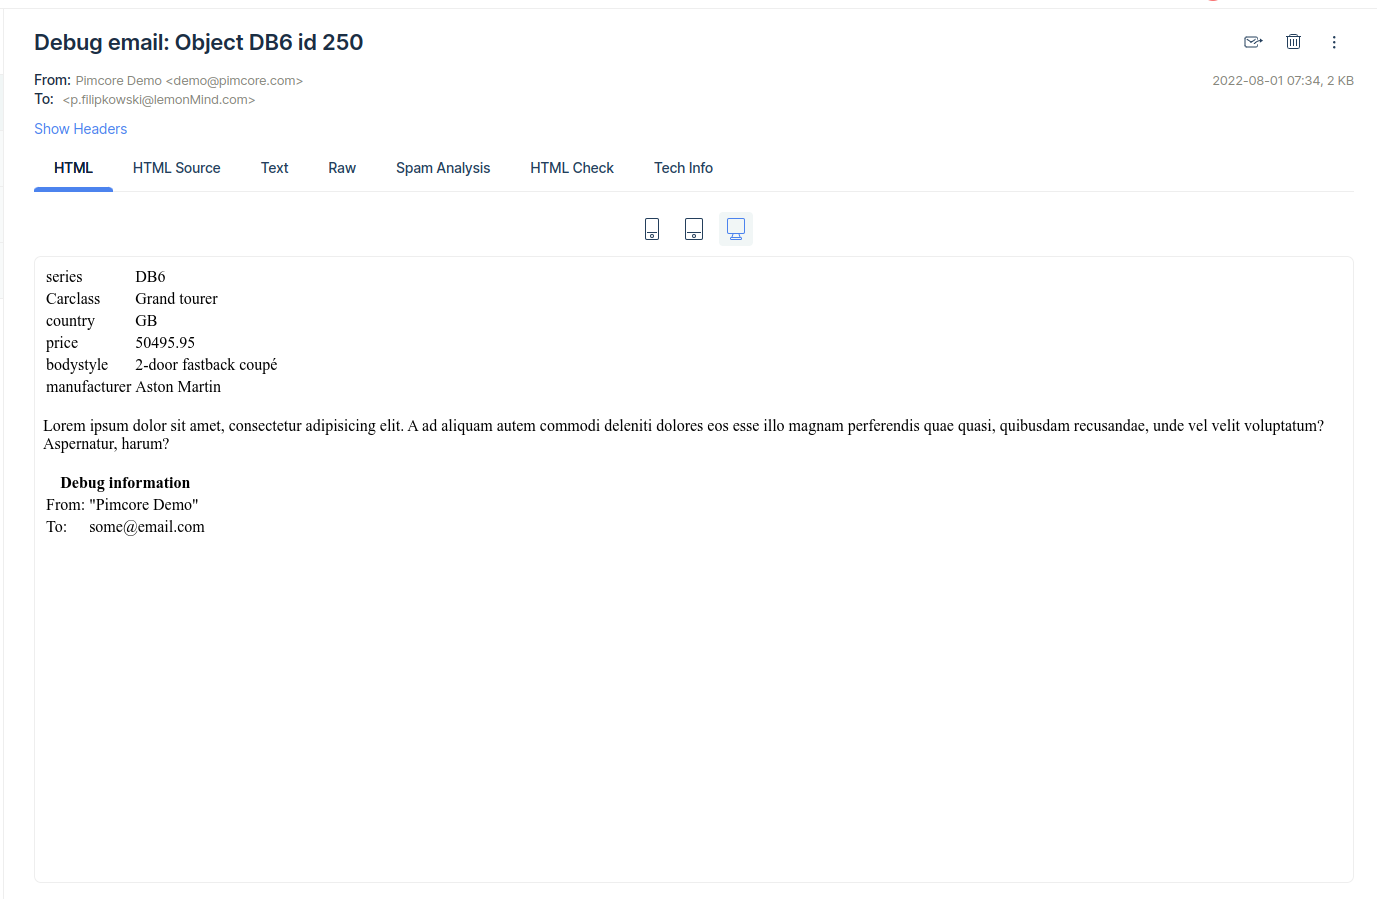 Debug email: Object DB6 id 250
From: Pimcore Demo <demo@pimcore.com>
2022-08-01 07:34, 2 KB
To: <p.filipkowski@lemonMind.com>
Show Headers
HTML HTML Source Text Raw Spam Analysis HTML Check Tech Info
series DB6
Carclass Grand tourer
country GB
price 50495.95
bodystyle 2-door fastback coupé
manufacturer Aston Martin
Lorem ipsum dolor sit amet, consectetur adipisicing elit. A ad aliquam autem commodi deleniti dolores eos esse illo magnam perferendis quae quasi, quibusdam recusandae, unde vel velit voluptatum?
Aspernatur, harum?
Debug information
From: "Pimcore Demo"
To: some@email.com